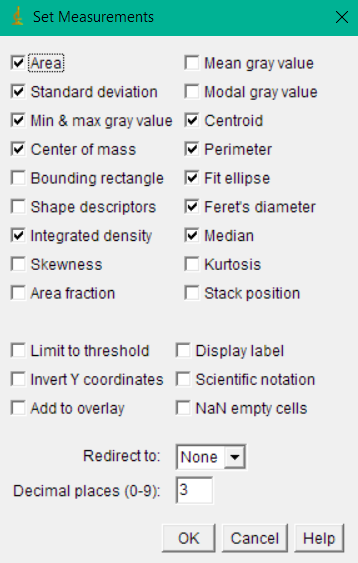 Set Measurements
Area Mean gray value
Standard deviation Modal gray value
Min & max gray value Centroid
Center of mass Perimeter
Bounding rectangle Fit ellipse
Shape descriptors Feret's diameter
Integrated density Median
Skewness Kurtosis
Area fraction Stack position
Limit to threshold Display label
Invert Y coordinates Scientific notation
Add to overlay NaN empty cells
Redirect to: None
Decimal places (0-9): 3
OK Cancel Help